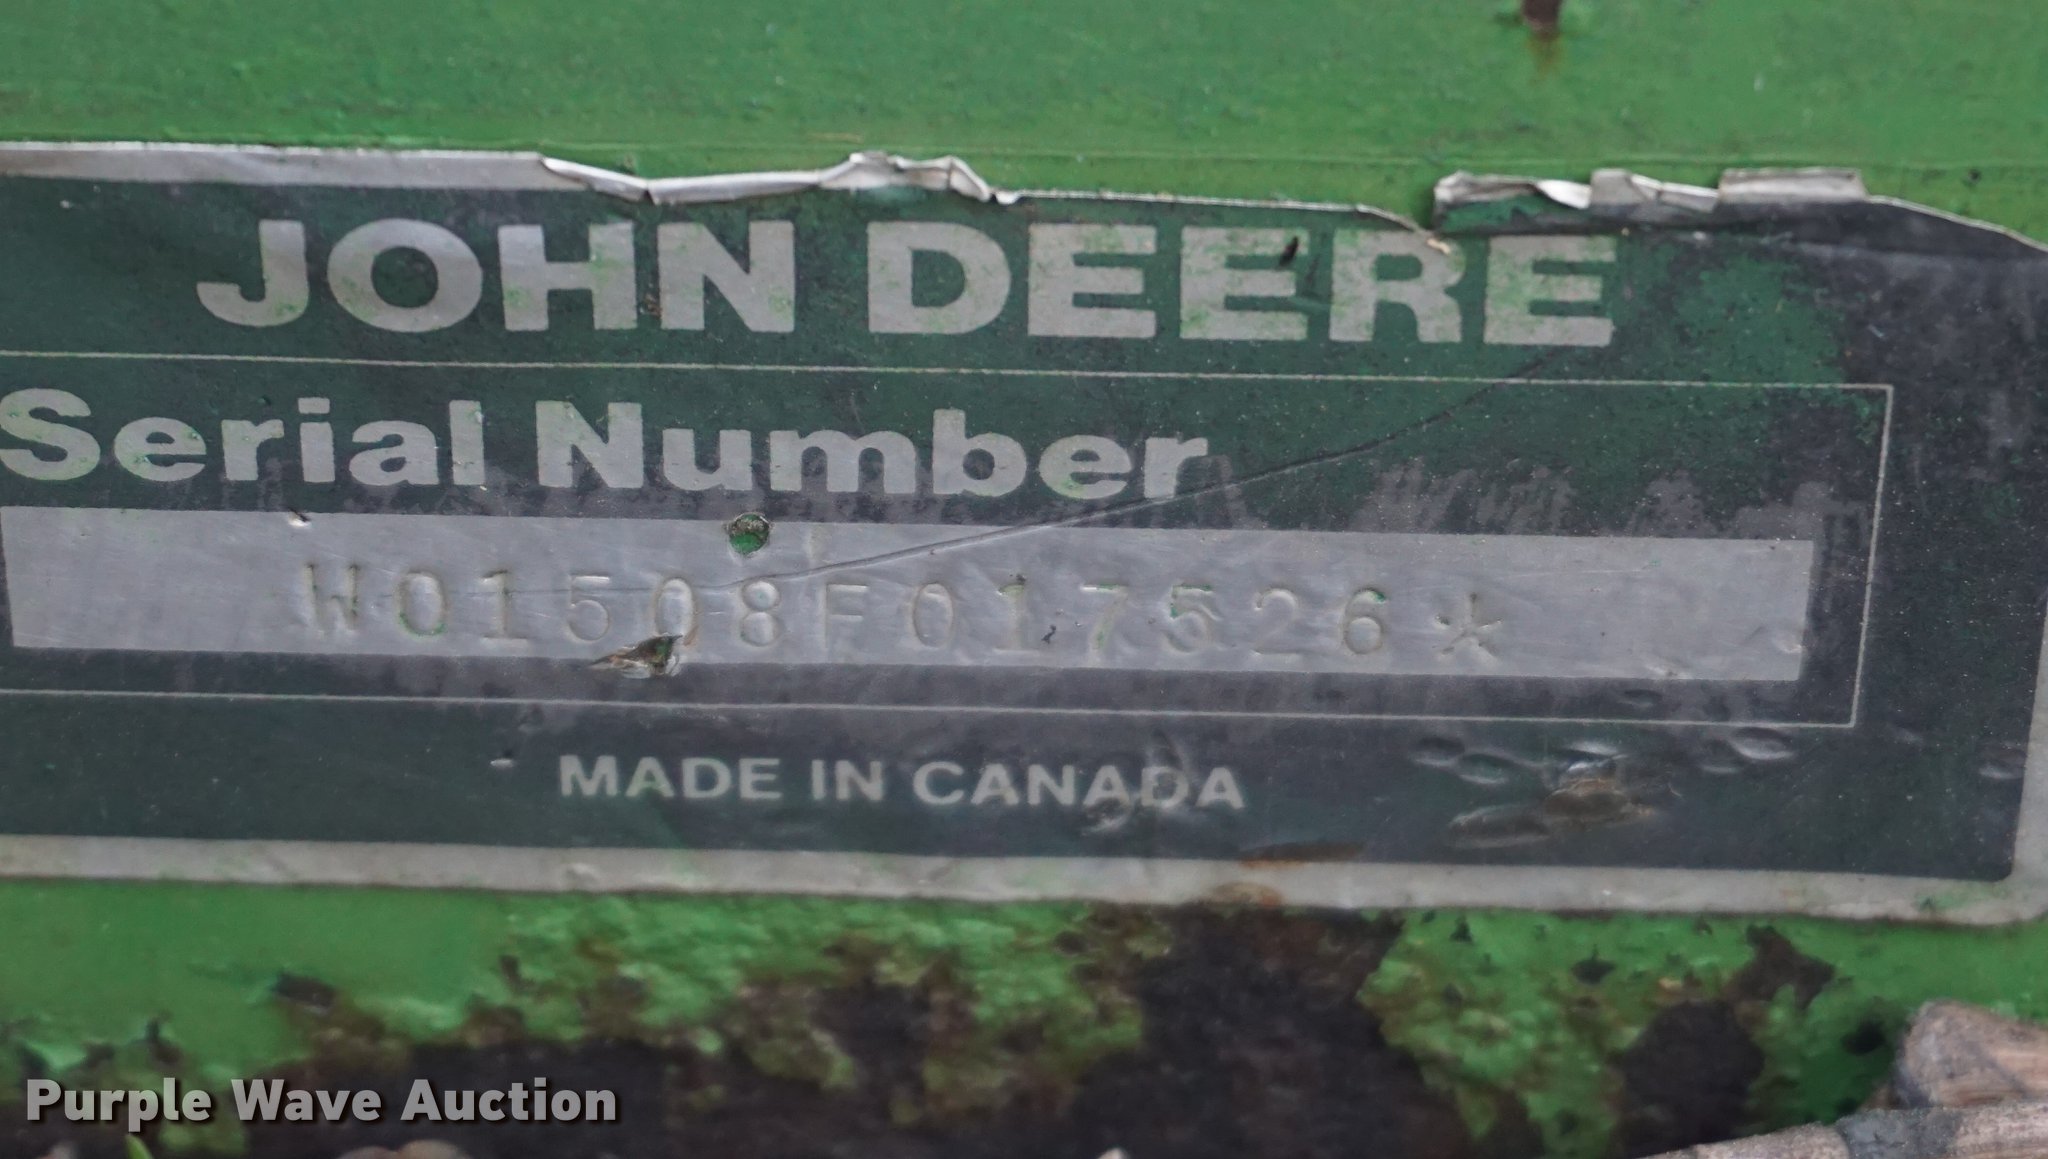 JOHN DEERE
Serial Number
W01508F017526*
MADE IN CANADA
Purple Wave Auction